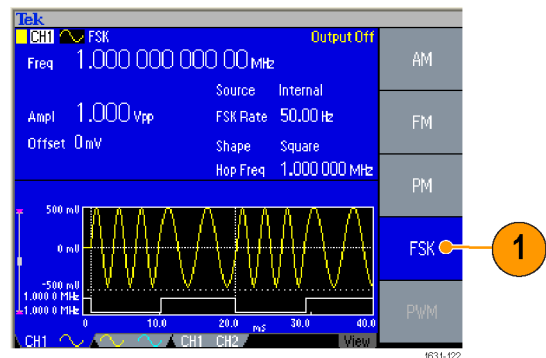 Tek
CH1 FSK Output Off
Freq 1.000 000 000 00 MHz
Source Internal
Ampl 1.000 Vpp FSK Rate 50.00 Hz
Offset 0 mV Shape Square
Hop Freq 1.000 000 MHz
500 mV
0 mV
-500 mV
1.000 0 MHz
1.000 0 MHz
0 10.0 20.0 ms 30.0 40.0
CH1 CH1 CH2 View
AM
FM
PM
FSK
PWM
1
1631-122